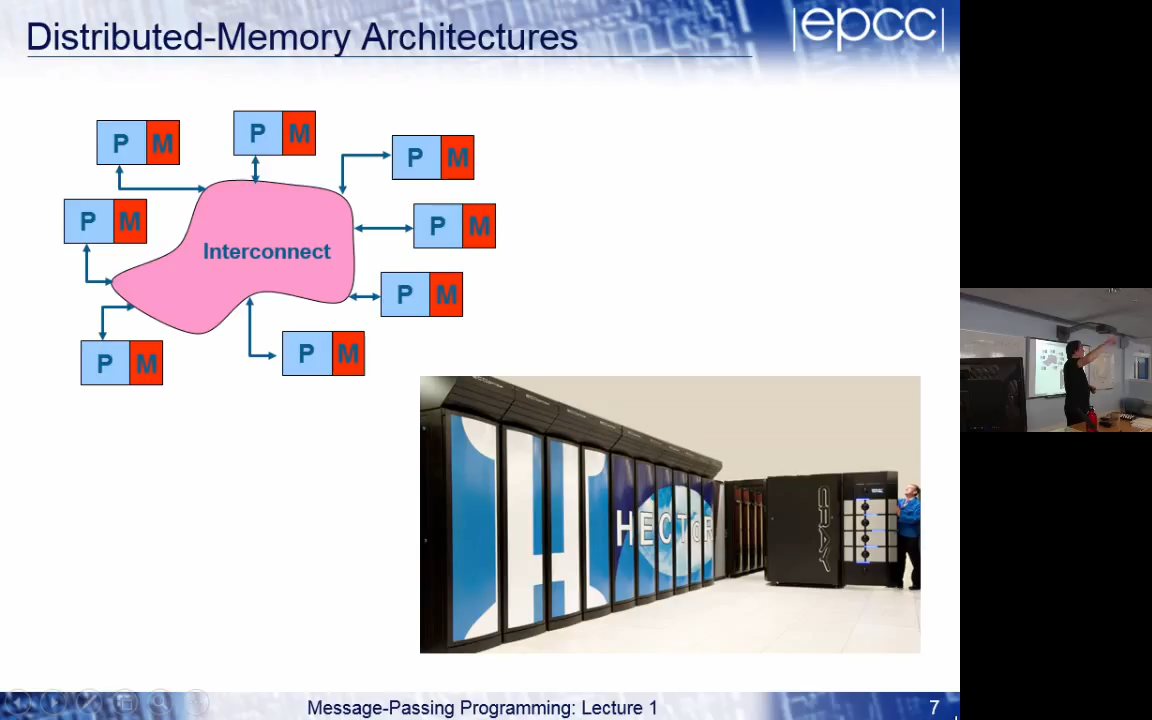 Distributed-Memory Architectures
|epcc|
P M
P M
P M
P M
P M
Interconnect
P M
P M
P M
HECToR
CRAY
Message-Passing Programming: Lecture 1
7